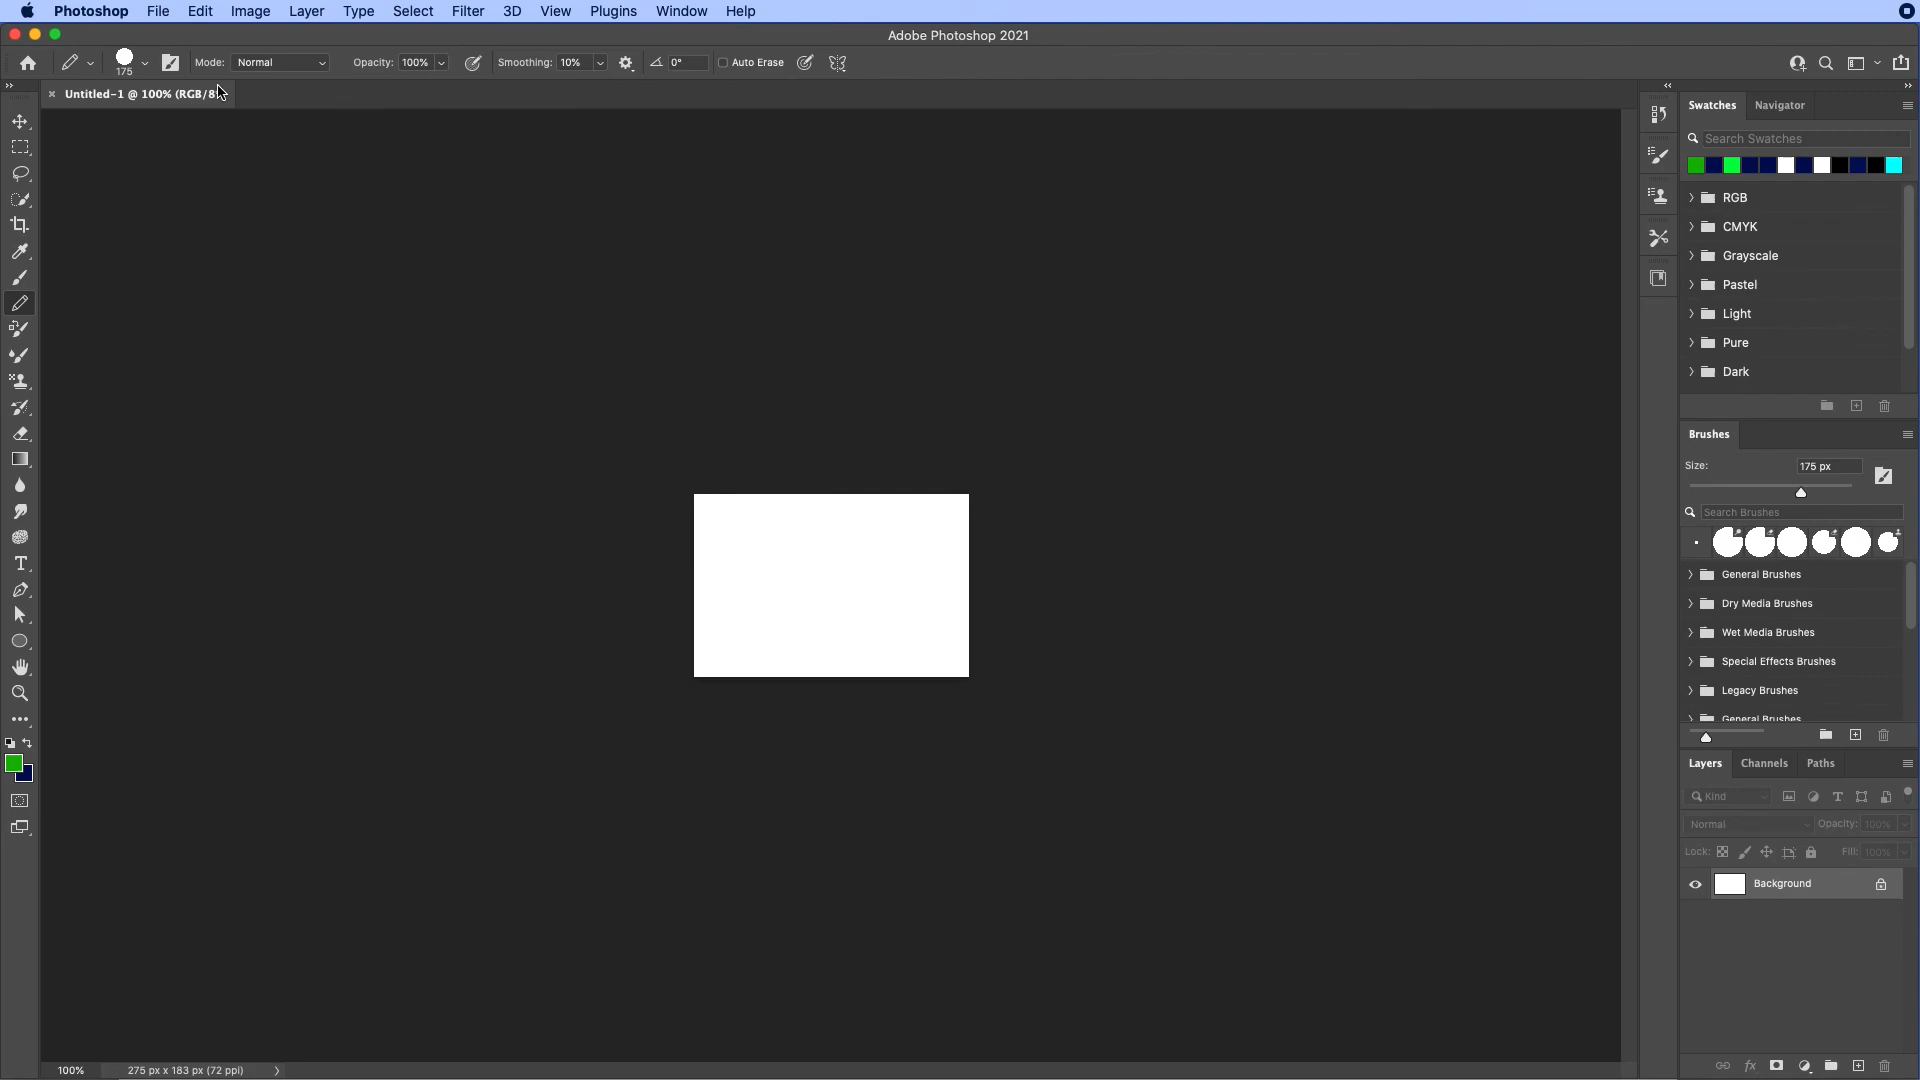 Photoshop File Edit Image Layer Type Select Filter 3D View Plugins Window Help
Adobe Photoshop 2021
175 Mode: Normal Opacity: 100% Smoothing: 10% 0° Auto Erase
Untitled-1 @ 100% (RGB/8
Swatches Navigator
Search Swatches
RGB
CMYK
Grayscale
Pastel
Light
Pure
Dark
Brushes
Size: 175 px
Search Brushes
General Brushes
Dry Media Brushes
Wet Media Brushes
Special Effects Brushes
Legacy Brushes
General Brushes
Layers Channels Paths
Kind
Normal Opacity: 100%
Lock: Fill: 100%
Background
100% 275 px x 183 px (72 ppi)